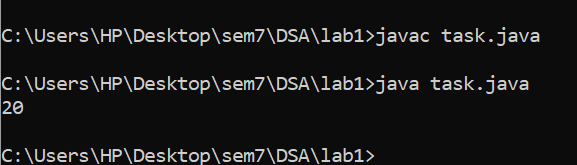 C:\Users\HP\Desktop\sem7\DSA\lab1>javac task.java
C:\Users\HP\Desktop\sem7\DSA\lab1>java task.java
20
C:\Users\HP\Desktop\sem7\DSA\lab1>